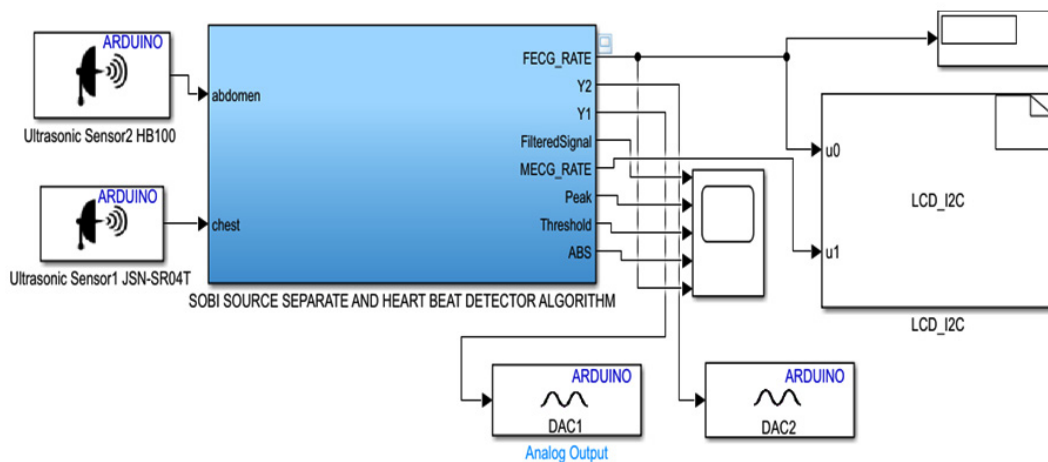 ARDUINO
Ultrasonic Sensor2 HB100
ARDUINO
Ultrasonic Sensor1 JSN-SR04T
abdomen
chest
FECG_RATE
Y2
Y1
FilteredSignal
MECG_RATE
Peak
Threshold
ABS
SOBI SOURCE SEPARATE AND HEART BEAT DETECTOR ALGORITHM
u0
LCD_I2C
u1
LCD_I2C
ARDUINO
DAC1
Analog Output
ARDUINO
DAC2